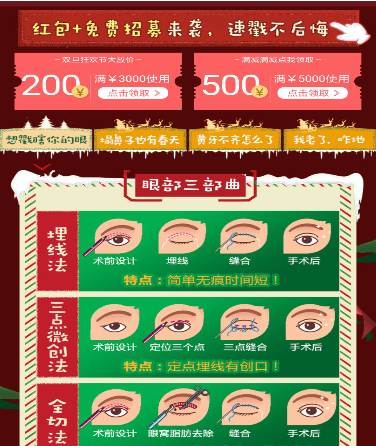 红包+免费招募来袭，速戳不后悔
双旦狂欢节大放价
200¥
满￥3000使用
点击领取 >
满减满减点我领取
500¥
满￥5000使用
点击领取 >
想戳瞎你的眼
塌鼻子也有春天
黄牙不齐怎么了
我老了、咋地
眼部三部曲
埋线法
术前设计
埋线
缝合
手术后
特点：简单无痕时间短！
三点微创法
术前设计
定位三个点
三点缝合
手术后
特点：定点埋线有创口！
全切法
术前设计
眼窝脂肪去除
缝合
手术后